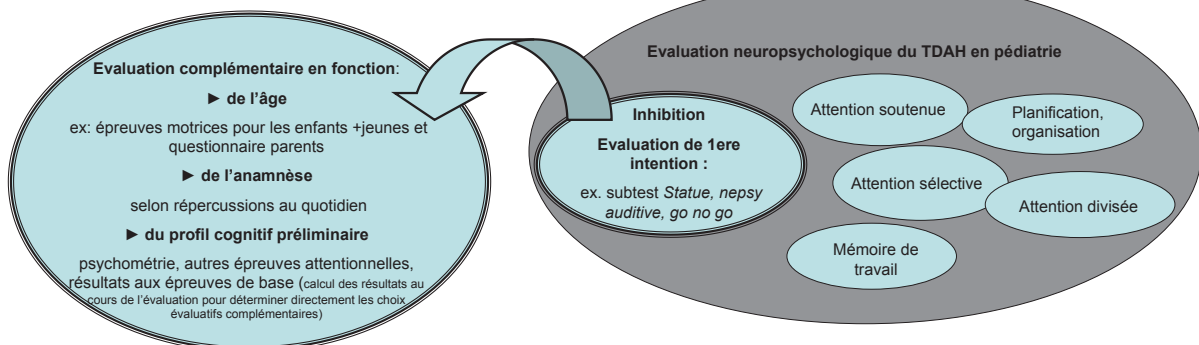 Evaluation complémentaire en fonction:
► de l'âge
ex: épreuves motrices pour les enfants +jeunes et
questionnaire parents
► de l'anamnèse
selon répercussions au quotidien
► du profil cognitif préliminaire
psychométrie, autres épreuves attentionnelles,
résultats aux épreuves de base (calcul des résultats au
cours de l'évaluation pour déterminer directement les choix
évaluatifs complémentaires)
Evaluation neuropsychologique du TDAH en pédiatrie
Inhibition
Evaluation de 1ere
intention :
ex. subtest Statue, nepsy
auditive, go no go
Attention soutenue
Planification,
organisation
Attention sélective
Attention divisée
Mémoire de
travail